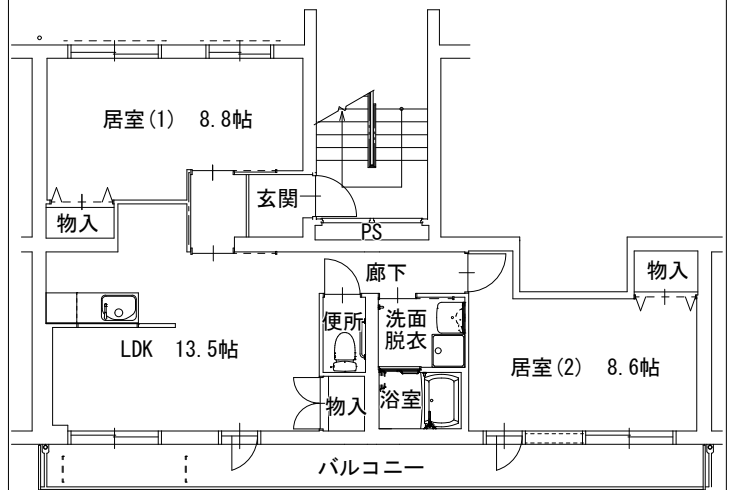 居室(1) 8.8帖
玄関
物入
PS
廊下
物入
便所
洗面
脱衣
LDK 13.5帖
居室(2) 8.6帖
物入
浴室
バルコニー